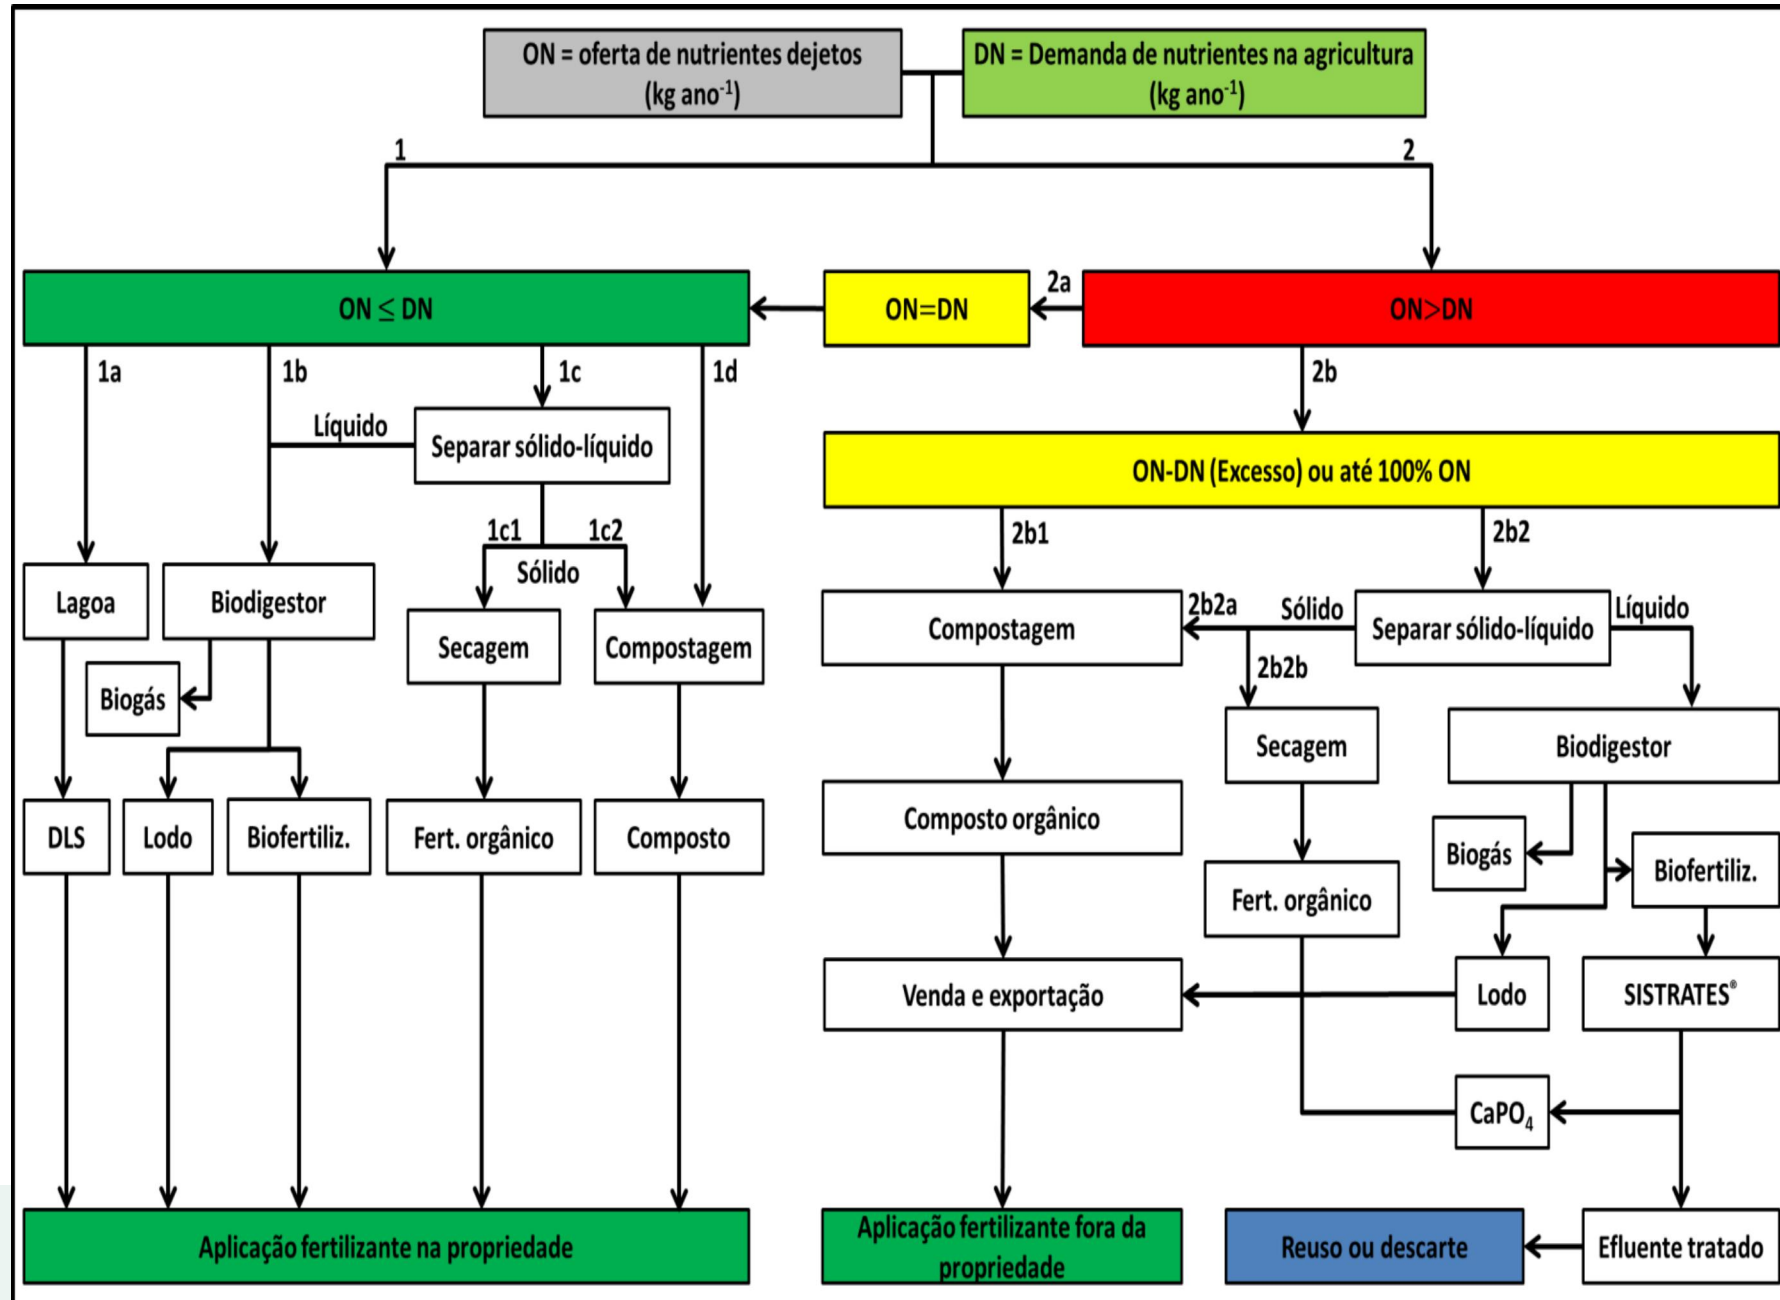 ON = oferta de nutrientes dejetos
(kg ano⁻¹)
DN = Demanda de nutrientes na agricultura
(kg ano⁻¹)
1
2
ON ≤ DN
ON=DN
2a
ON>DN
1a
1b
1c
1d
2b
Líquido
Separar sólido-líquido
ON-DN (Excesso) ou até 100% ON
1c1
1c2
Sólido
2b1
2b2
Lagoa
Biodigestor
Secagem
Compostagem
Biogás
Compostagem
2b2a
Sólido
Separar sólido-líquido
Líquido
2b2b
Secagem
Biodigestor
DLS
Lodo
Biofertiliz.
Fert. orgânico
Composto
Composto orgânico
Biogás
Biofertiliz.
Fert. orgânico
Venda e exportação
Lodo
SISTRATES®
CaPO₄
Aplicação fertilizante na propriedade
Aplicação fertilizante fora da
propriedade
Reuso ou descarte
Efluente tratado